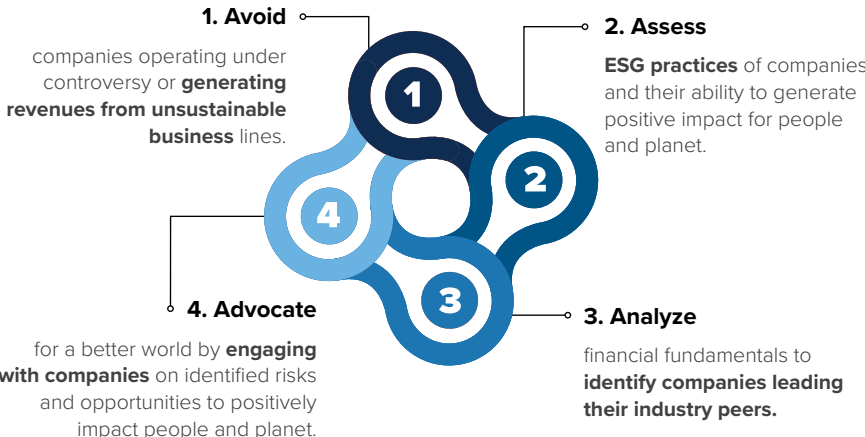 1. Avoid
companies operating under
controversy or generating
revenues from unsustainable
business lines.
2. Assess
ESG practices of companies
and their ability to generate
positive impact for people
and planet.
1
2
3
4
3. Analyze
financial fundamentals to
identify companies leading
their industry peers.
4. Advocate
for a better world by engaging
with companies on identified risks
and opportunities to positively
impact people and planet.